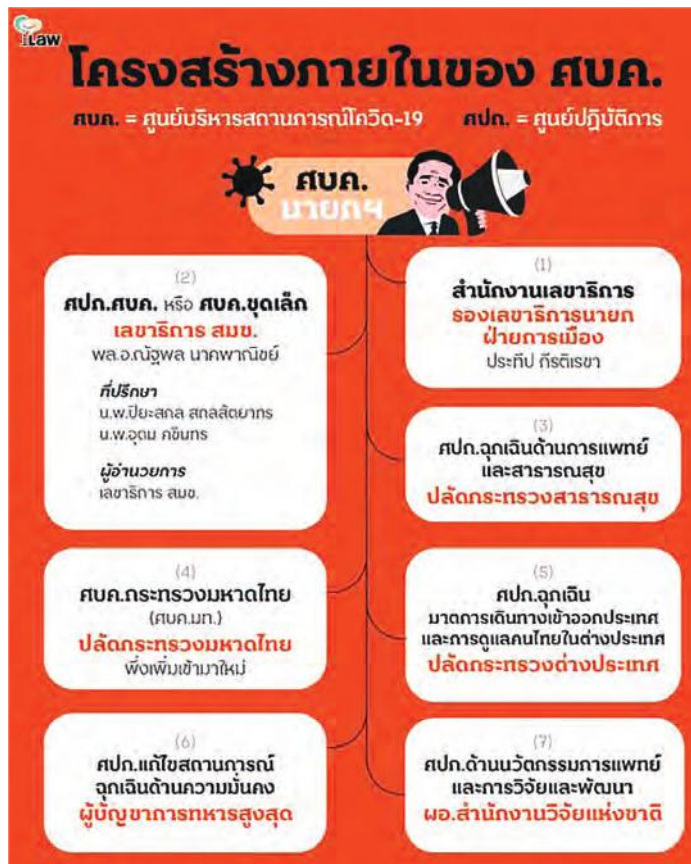 iLaw
โครงสร้างภายในของ ศบค.
ศบค. = ศูนย์บริหารสถานการณ์โควิด-19 ศปก. = ศูนย์ปฏิบัติการ
ศบค.
นายกฯ
(1)
สำนักงานเลขาธิการ
รองเลขาธิการนายก
ฝ่ายการเมือง
ประทีป กีรติเรขา
(2)
ศปก.ศบค. หรือ ศบค.ชุดเล็ก
เลขาธิการ สมช.
พล.อ.ณัฐพล นาคพาณิชย์
ที่ปรึกษา
น.พ.ปิยะสกล สกลสัตยาทร
น.พ.อุดม คชินทร
ผู้อำนวยการ
เลขาธิการ สมช.
(3)
ศปก.ฉุกเฉินด้านการแพทย์
และสาธารณสุข
ปลัดกระทรวงสาธารณสุข
(4)
ศบค.กระทรวงมหาดไทย
(ศบค.มท.)
ปลัดกระทรวงมหาดไทย
พึ่งเพิ่มเข้ามาใหม่
(5)
ศปก.ฉุกเฉิน
มาตการเดินทางเข้าออกประเทศ
และการดูแลคนไทยในต่างประเทศ
ปลัดกระทรวงต่างประเทศ
(6)
ศปก.แก้ไขสถานการณ์
ฉุกเฉินด้านความมั่นคง
ผู้บัญชาการทหารสูงสุด
(7)
ศปก.ด้านนวัตกรรมการแพทย์
และการวิจัยและพัฒนา
ผอ.สำนักงานวิจัยแห่งชาติ